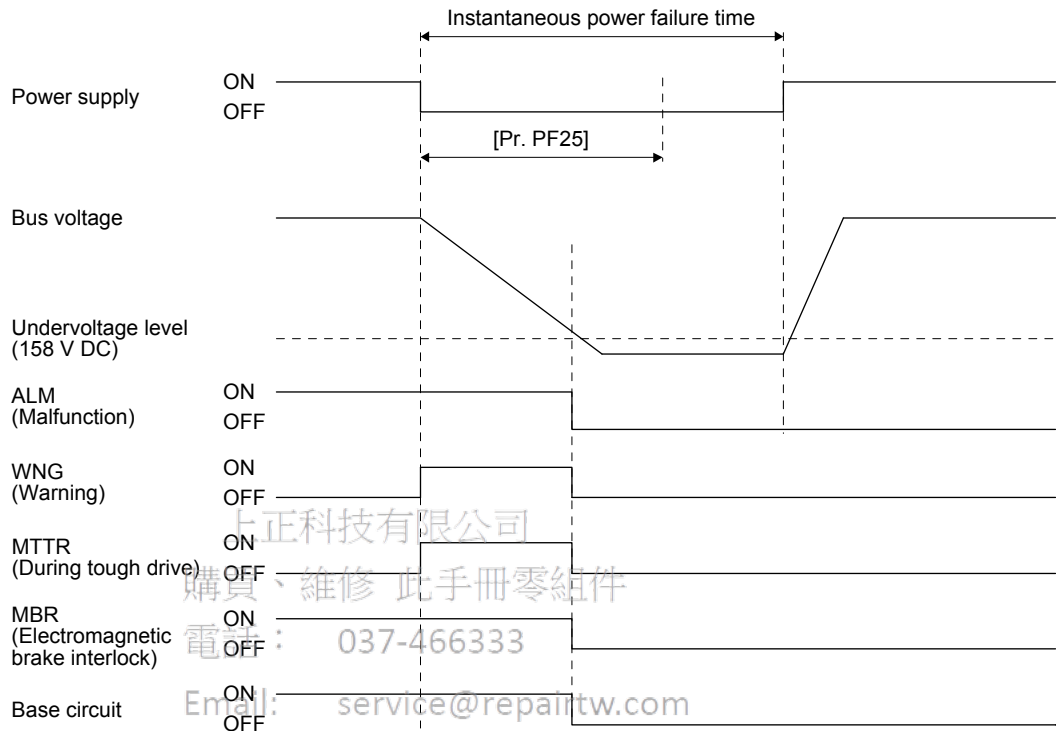 Instantaneous power failure time
Power supply
ON
OFF
[Pr. PF25]
Bus voltage
Undervoltage level
(158 V DC)
ALM
(Malfunction)
ON
OFF
WNG
(Warning)
ON
OFF
上正科技有限公司
MTTR
(During tough drive)
ON
OFF
購買、維修 此手冊零組件
MBR
(Electromagnetic
brake interlock)
ON
OFF
電話： 037-466333
Base circuit
ON
OFF
Email: service@repairtw.com